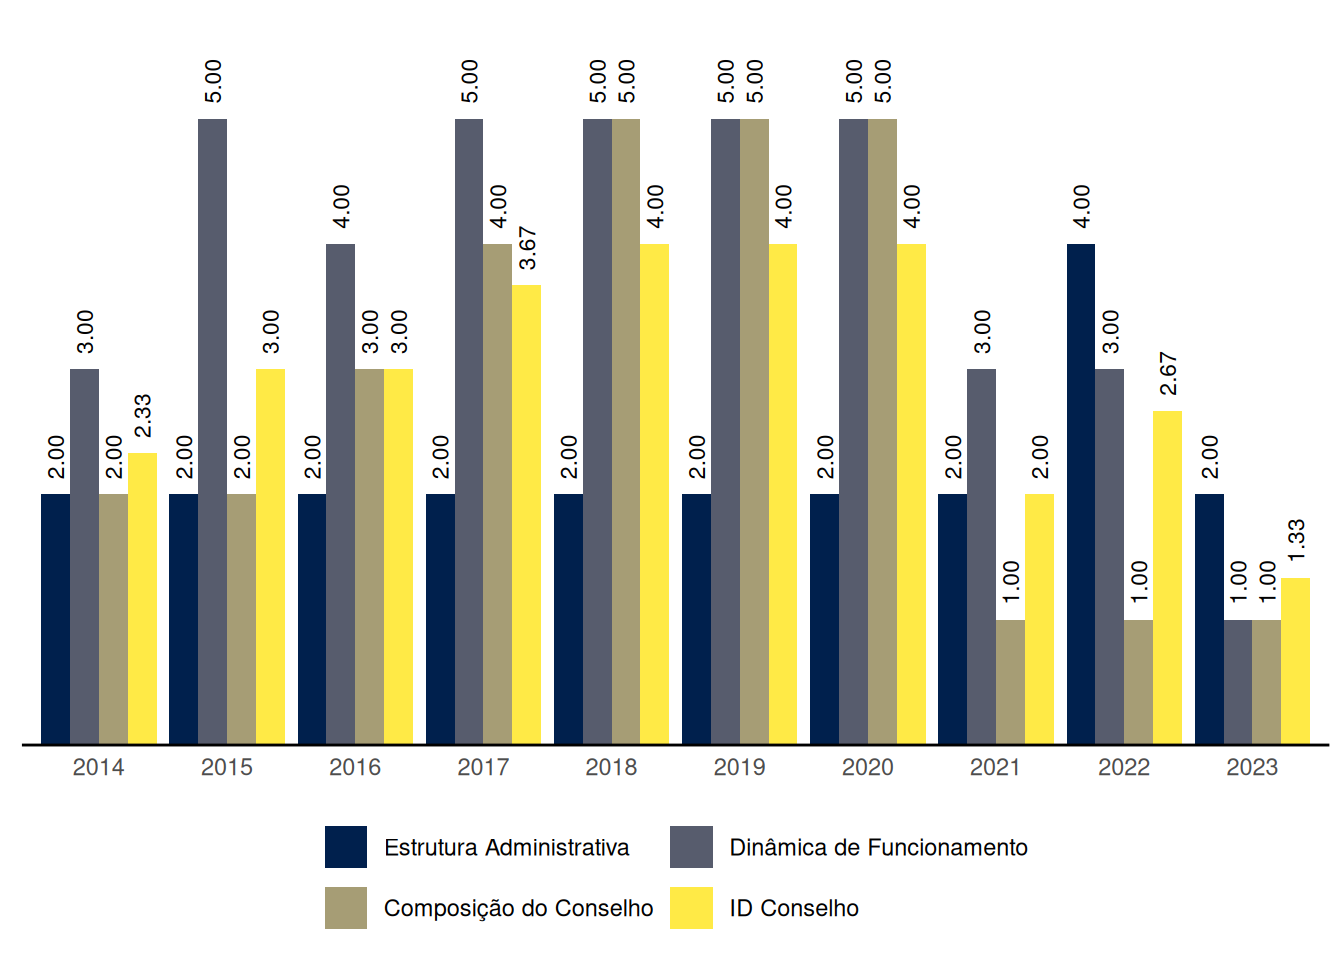 5.00 5.00 5.00 5.00 5.00 5.00 5.00 5.00
4.00 4.00 4.00 4.00 4.00 4.00
3.67
3.00 3.00 3.00 3.00 3.00 3.00
2.67
2.33
2.00 2.00 2.00 2.00 2.00 2.00 2.00 2.00 2.00 2.00 2.00 2.00
1.33
1.00 1.00 1.00 1.00
2014 2015 2016 2017 2018 2019 2020 2021 2022 2023
Estrutura Administrativa Dinâmica de Funcionamento
Composição do Conselho ID Conselho